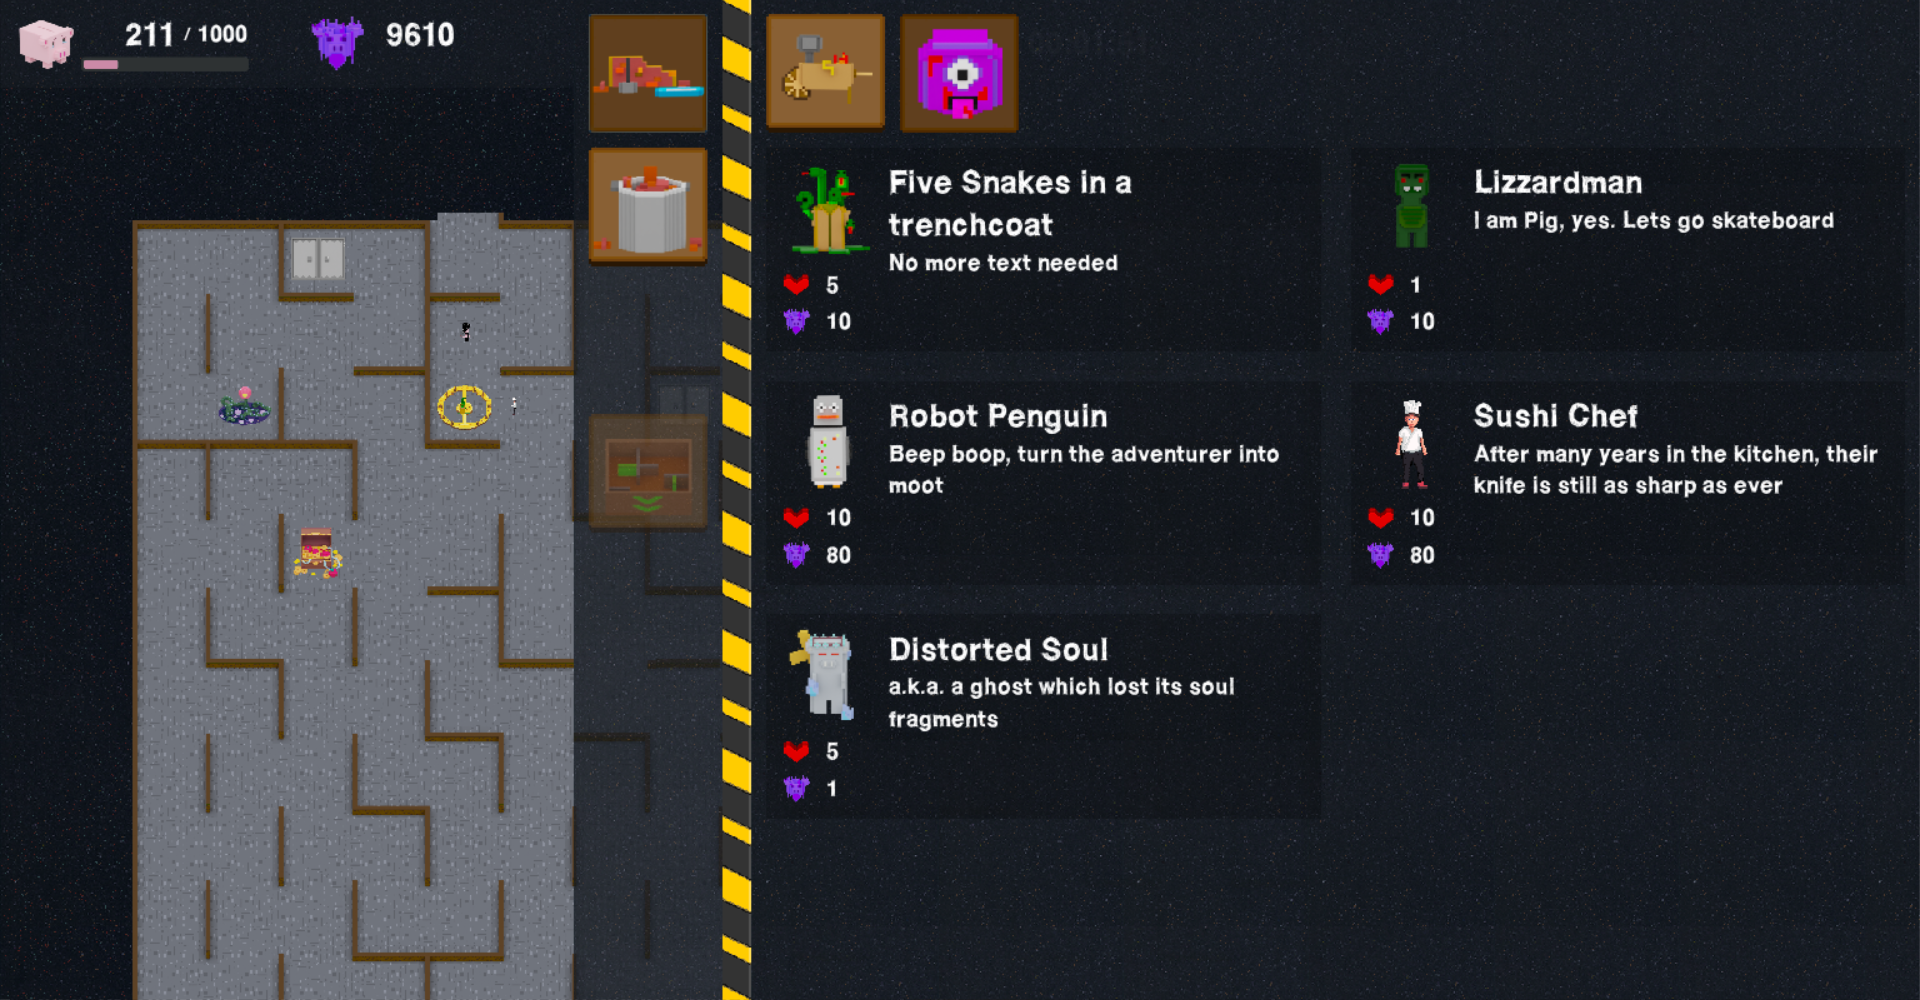 211 / 1000
9610
Five Snakes in a
trenchcoat
No more text needed
5
10
Lizzardman
I am Pig, yes. Lets go skateboard
1
10
Robot Penguin
Beep boop, turn the adventurer into
moot
10
80
Sushi Chef
After many years in the kitchen, their
knife is still as sharp as ever
10
80
Distorted Soul
a.k.a. a ghost which lost its soul
fragments
5
1